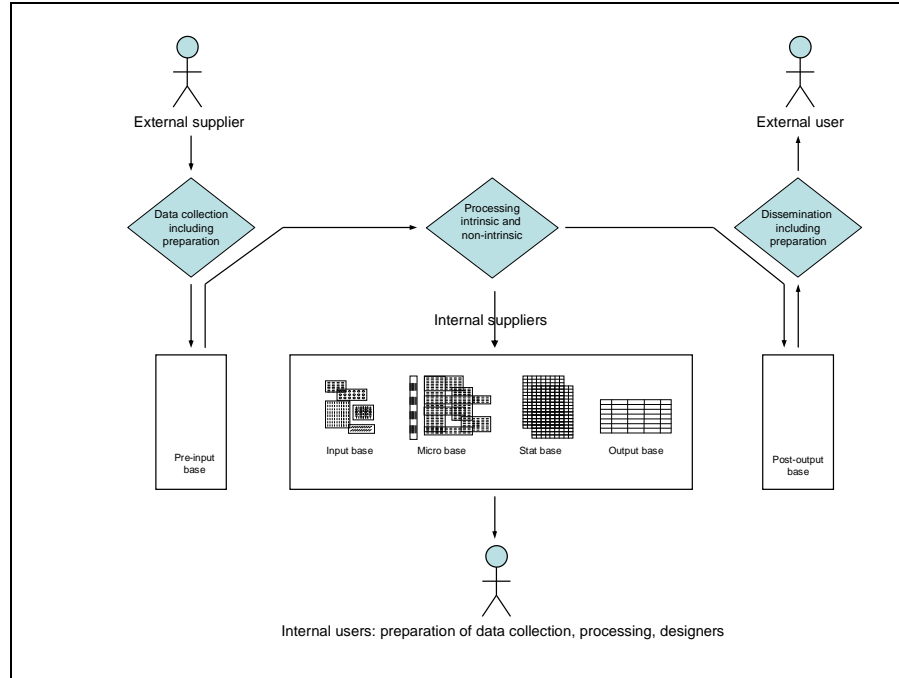 External supplier
External user
Data collection
including
preparation
Processing
intrinsic and
non-intrinsic
Dissemination
including
preparation
Internal suppliers
Pre-input
base
Input base
Micro base
Stat base
Output base
Post-output
base
Internal users: preparation of data collection, processing, designers